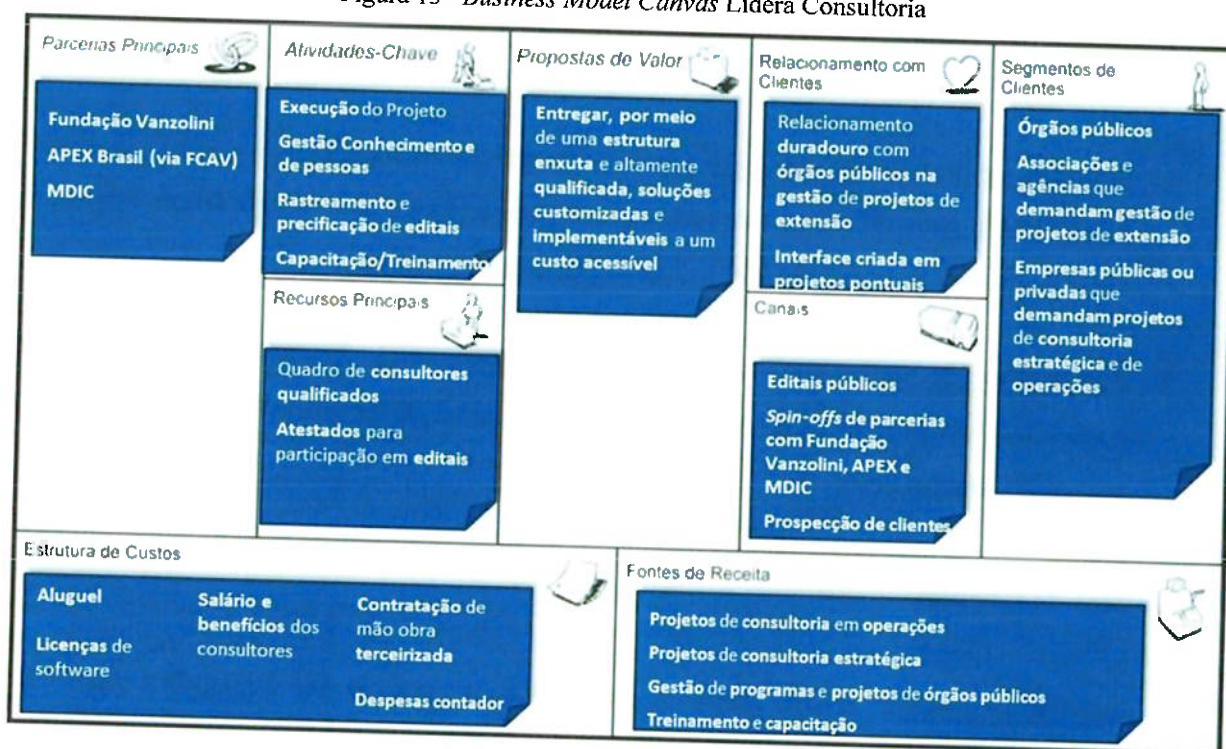 Figura 13 - Business Model Canvas Lidera Consultoria
Parcerias Principais
Fundação Vanzolini
APEX Brasil (via FCAV)
MDIC
Atividades-Chave
Execução do Projeto
Gestão Conhecimento e
de pessoas
Rastreamento e
precificação de editais
Capacitação/Treinamento
Recursos Principais
Quadro de consultores
qualificados
Atestados para
participação em editais
Propostas de Valor
Entregar, por meio
de uma estrutura
enxuta e altamente
qualificada, soluções
customizadas e
implementáveis a um
custo acessível
Relacionamento com
Clientes
Relacionamento
duradouro com
órgãos públicos na
gestão de projetos de
extensão
Interface criada em
projetos pontuais
Canais
Editais públicos
Spin-offs de parcerias
com Fundação
Vanzolini, APEX e
MDIC
Prospecção de clientes
Segmentos de
Clientes
Órgãos públicos
Associações e
agências que
demandam gestão de
projetos de extensão
Empresas públicas ou
privadas que
demandam projetos
de consultoria
estratégica e de
operações
Estrutura de Custos
Aluguel
Licenças de
software
Salário e
benefícios dos
consultores
Contratação de
mão obra
terceirizada
Despesas contador
Fontes de Receita
Projetos de consultoria em operações
Projetos de consultoria estratégica
Gestão de programas e projetos de órgãos públicos
Treinamento e capacitação